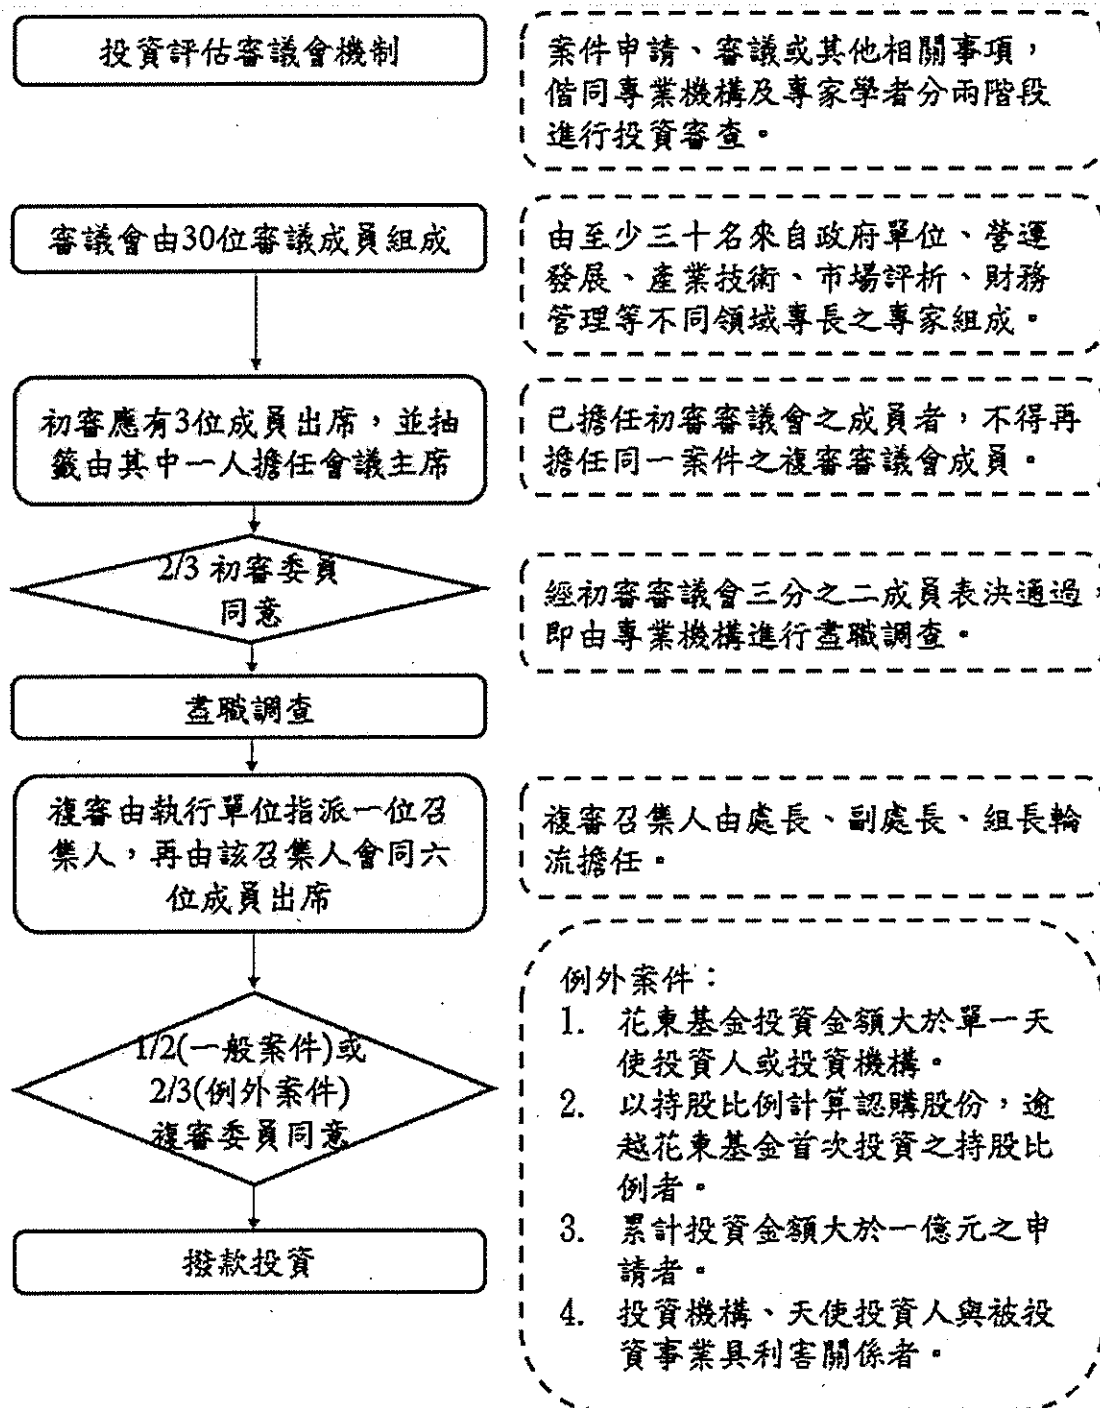 投資評估審議會機制
案件申請、審議或其他相關事項，
偕同專業機構及專家學者分兩階段
進行投資審查。
審議會由30位審議成員組成
由至少三十名來自政府單位、營運
發展、產業技術、市場評析、財務
管理等不同領域專長之專家組成。
初審應有3位成員出席，並抽
籤由其中一人擔任會議主席
已擔任初審審議會之成員者，不得再
擔任同一案件之複審審議會成員。
2/3 初審委員
同意
經初審審議會三分之二成員表決通過，
即由專業機構進行盡職調查。
盡職調查
複審由執行單位指派一位召
集人，再由該召集人會同六
位成員出席
複審召集人由處長、副處長、組長輪
流擔任。
1/2(一般案件)或
2/3(例外案件)
複審委員同意
撥款投資
例外案件：
1. 花東基金投資金額大於單一天
使投資人或投資機構。
2. 以持股比例計算認購股份，逾
越花東基金首次投資之持股比
例者。
3. 累計投資金額大於一億元之申
請者。
4. 投資機構、天使投資人與被投
資事業具利害關係者。